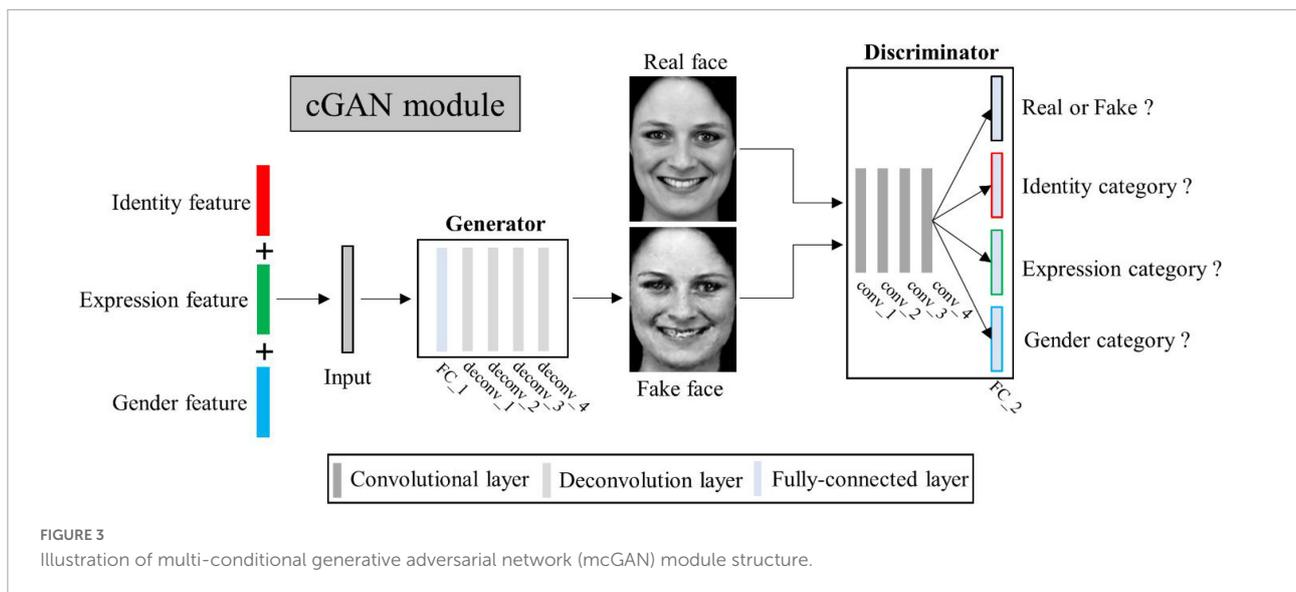 cGAN module
Identity feature
+
Expression feature
+
Gender feature
Input
Generator
FC_1
deconv_1
deconv_2
deconv_3
deconv_4
Real face
Fake face
Discriminator
conv_1
conv_2
conv_3
conv_4
FC_2
Real or Fake ?
Identity category ?
Expression category ?
Gender category ?
Convolutional layer
Deconvolution layer
Fully-connected layer
FIGURE 3
Illustration of multi-conditional generative adversarial network (mcGAN) module structure.